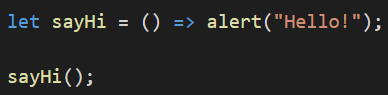 let sayHi = () => alert("Hello!");
sayHi();